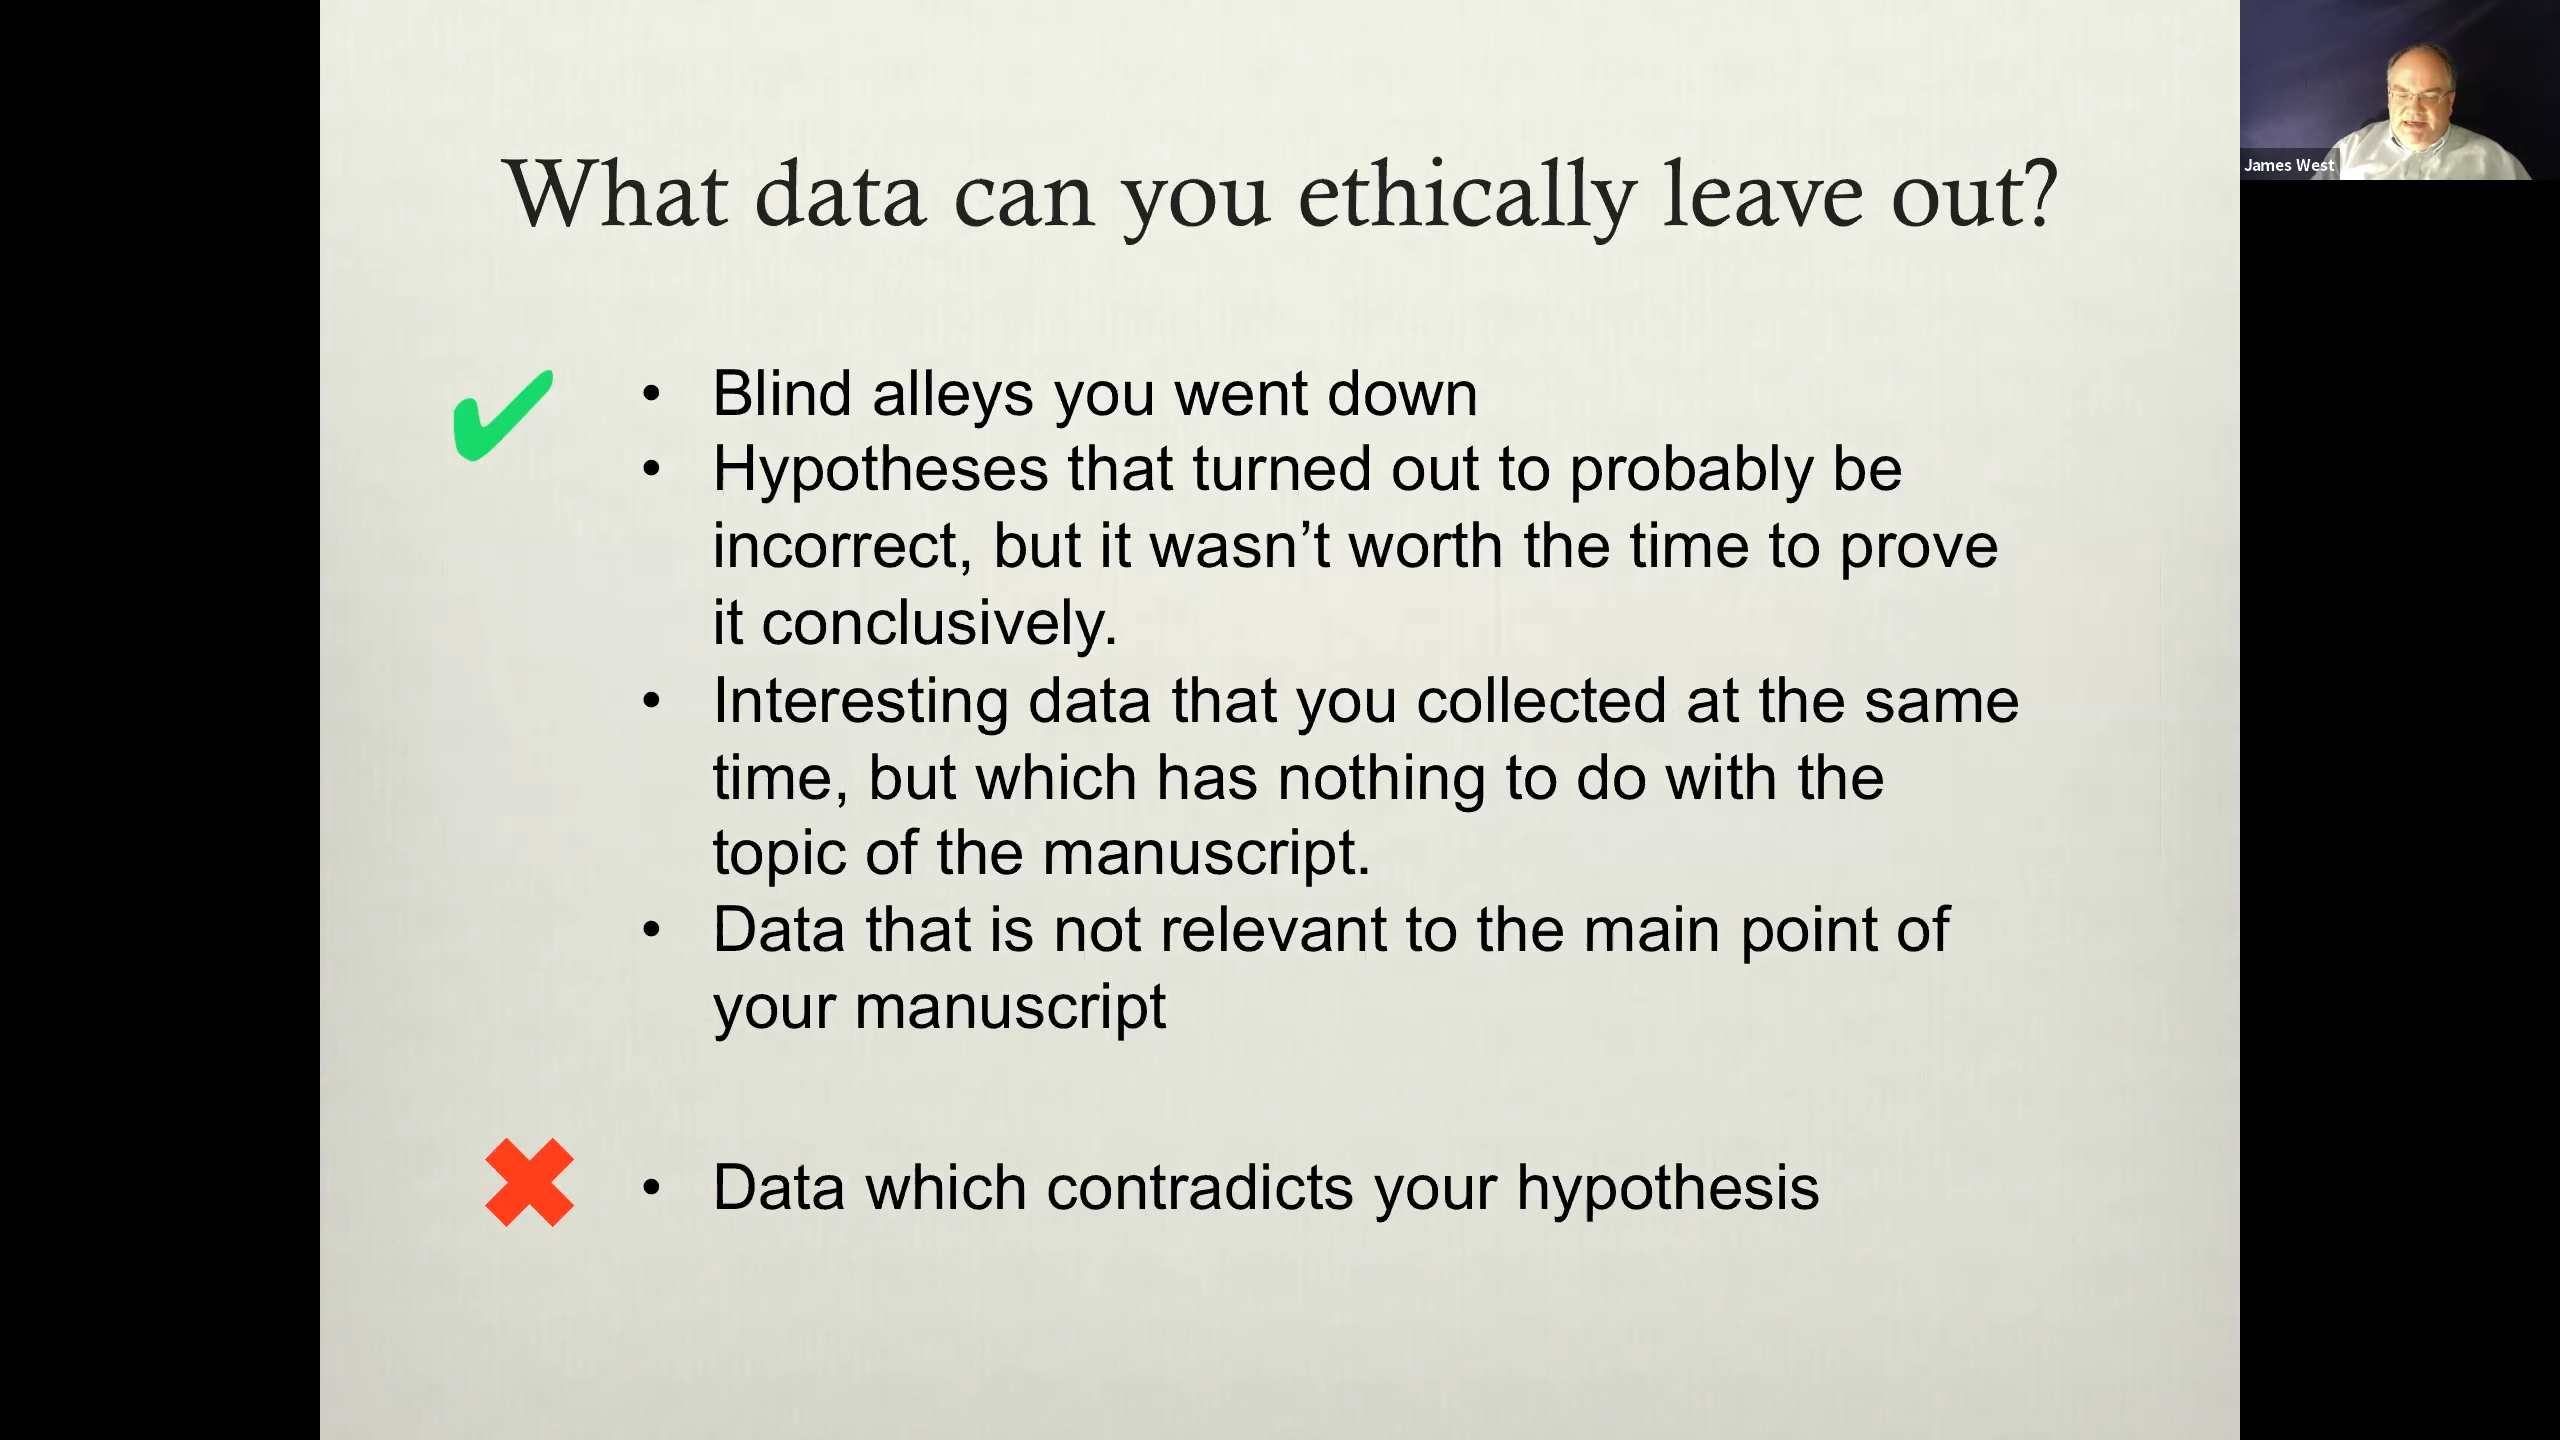 What data can you ethically leave out?
James West
• Blind alleys you went down
• Hypotheses that turned out to probably be
incorrect, but it wasn’t worth the time to prove
it conclusively.
• Interesting data that you collected at the same
time, but which has nothing to do with the
topic of the manuscript.
• Data that is not relevant to the main point of
your manuscript
• Data which contradicts your hypothesis